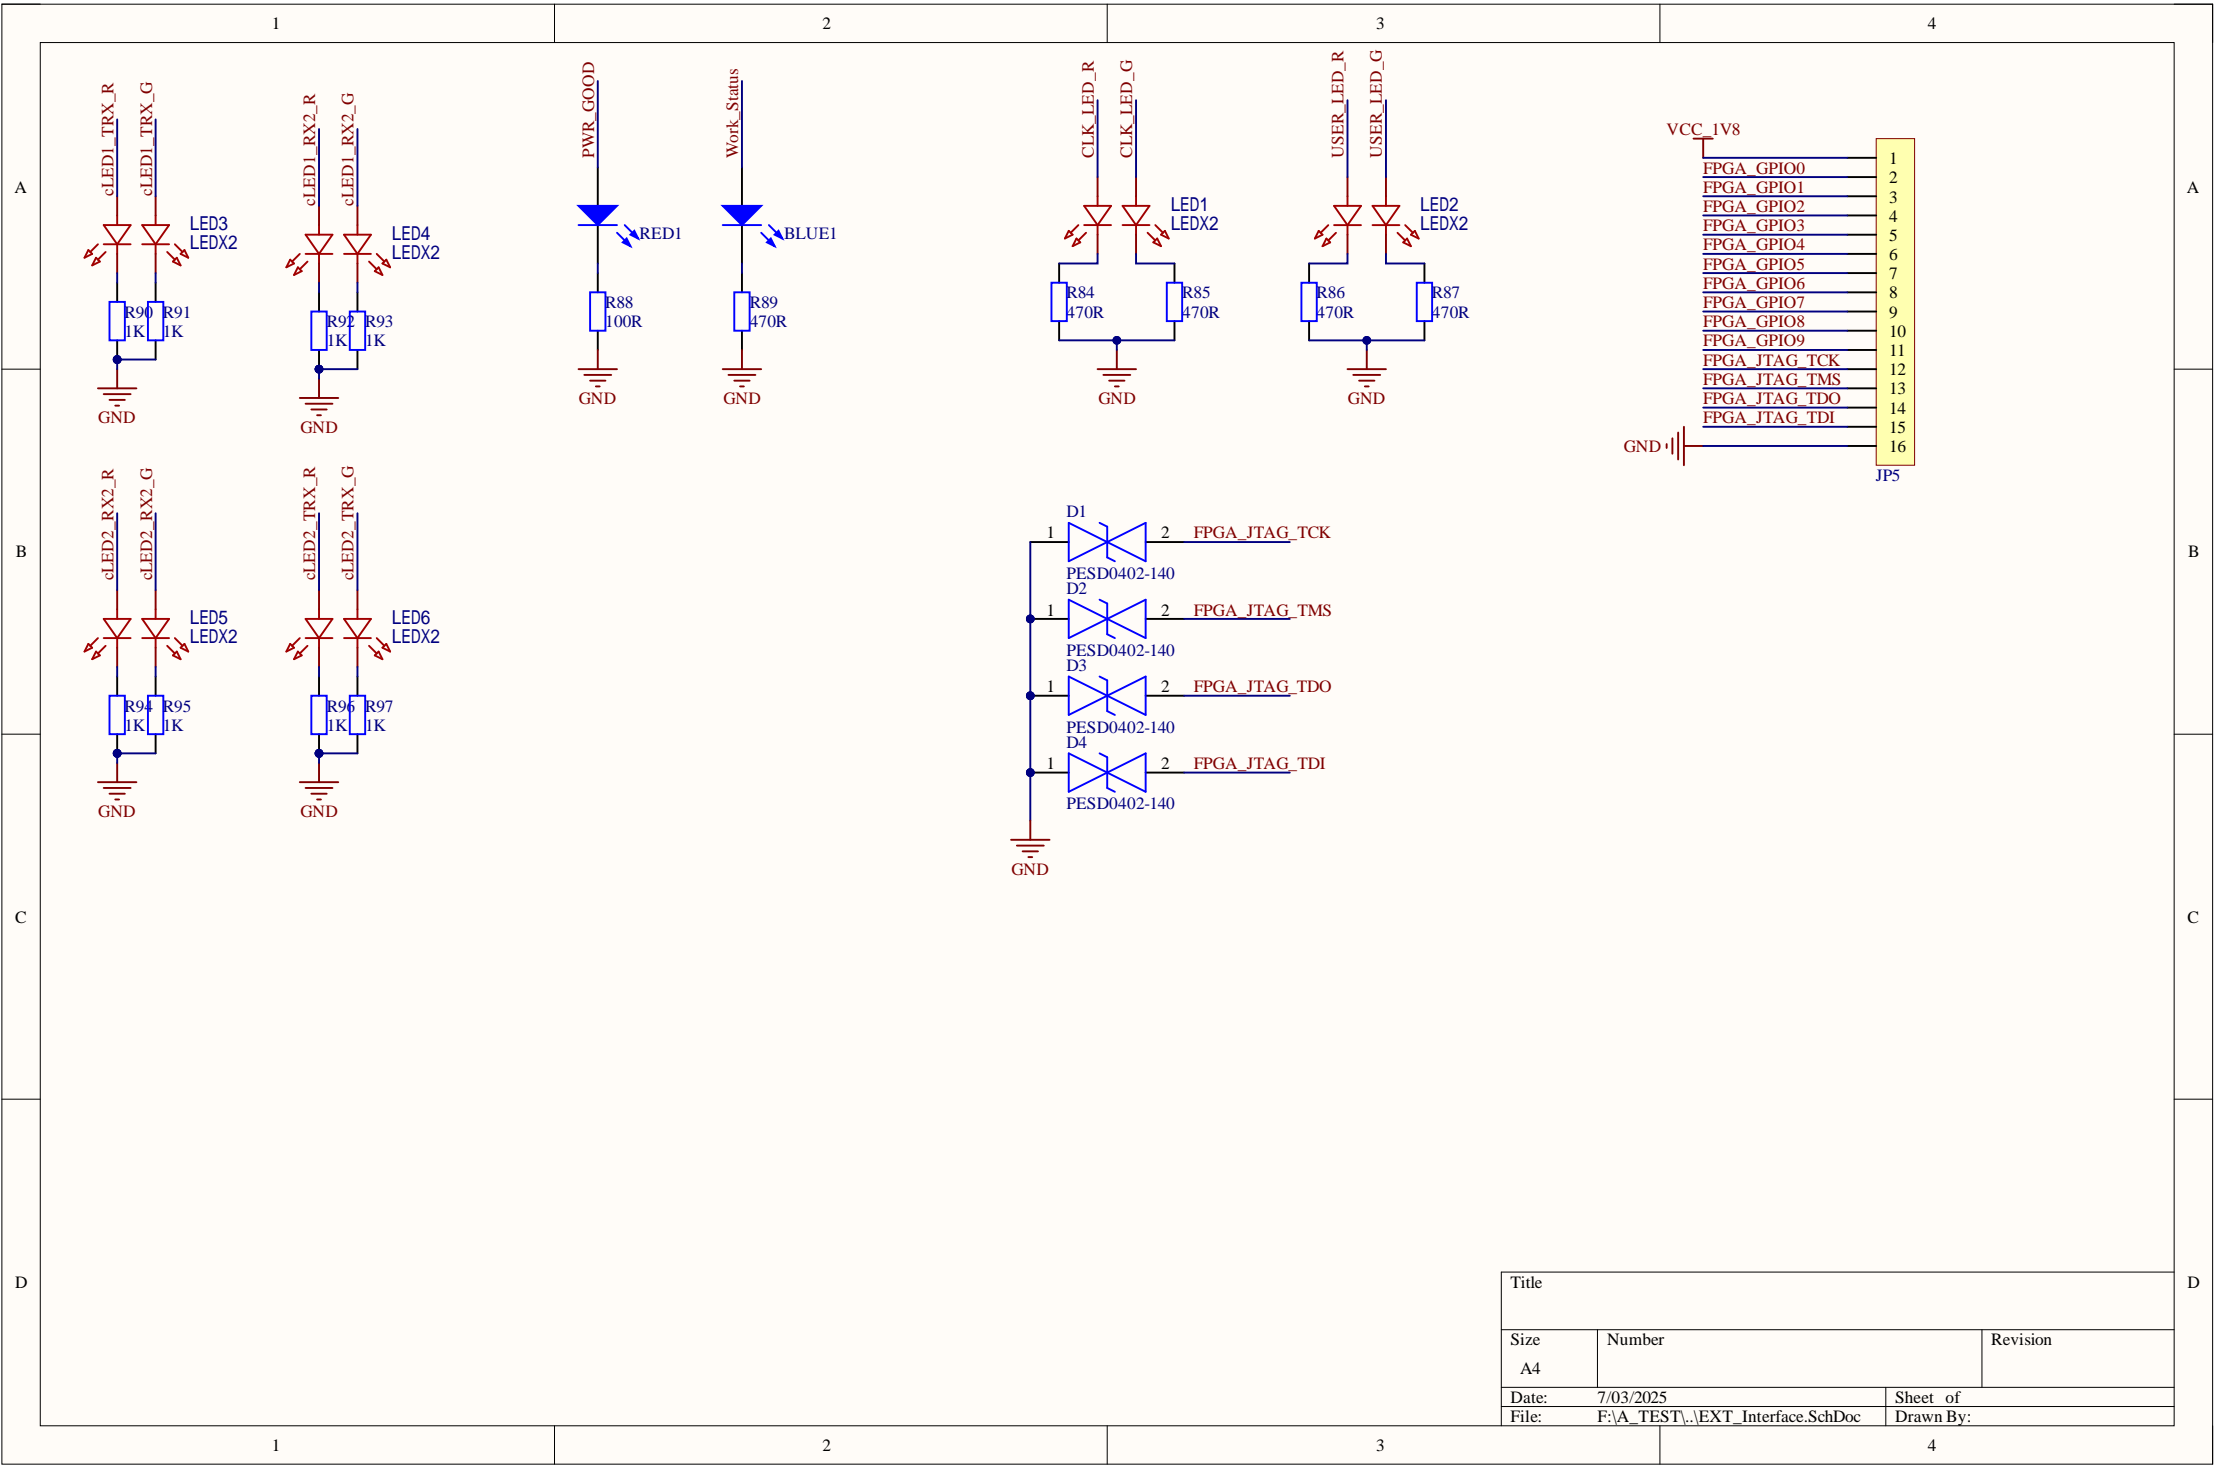 1
2
3
4
A
A
cLED1_TRX_R
cLED1_TRX_G
LED3
LEDX2
R90
1K
R91
1K
GND
cLED1_RX2_R
cLED1_RX2_G
LED4
LEDX2
R92
1K
R93
1K
GND
PWR_GOOD
RED1
R88
100R
GND
Work_Status
BLUE1
R89
470R
GND
CLK_LED_R
CLK_LED_G
LED1
LEDX2
R84
470R
R85
470R
GND
USER_LED_R
USER_LED_G
LED2
LEDX2
R86
470R
R87
470R
GND
VCC_1V8
1
FPGA_GPIO0
2
FPGA_GPIO1
3
FPGA_GPIO2
4
FPGA_GPIO3
5
FPGA_GPIO4
6
FPGA_GPIO5
7
FPGA_GPIO6
8
FPGA_GPIO7
9
FPGA_GPIO8
10
FPGA_GPIO9
11
FPGA_JTAG_TCK
12
FPGA_JTAG_TMS
13
FPGA_JTAG_TDO
14
FPGA_JTAG_TDI
15
GND
16
JP5
B
B
cLED2_RX2_R
cLED2_RX2_G
LED5
LEDX2
R94
1K
R95
1K
GND
cLED2_TRX_R
cLED2_TRX_G
LED6
LEDX2
R96
1K
R97
1K
GND
D1
1
2
FPGA_JTAG_TCK
PESD0402-140
D2
1
2
FPGA_JTAG_TMS
PESD0402-140
D3
1
2
FPGA_JTAG_TDO
PESD0402-140
D4
1
2
FPGA_JTAG_TDI
PESD0402-140
GND
C
C
D
D
Title
Size
Number
Revision
A4
Date: 7/03/2025
Sheet of
File: F:\A_TEST\..\EXT_Interface.SchDoc
Drawn By:
1
2
3
4